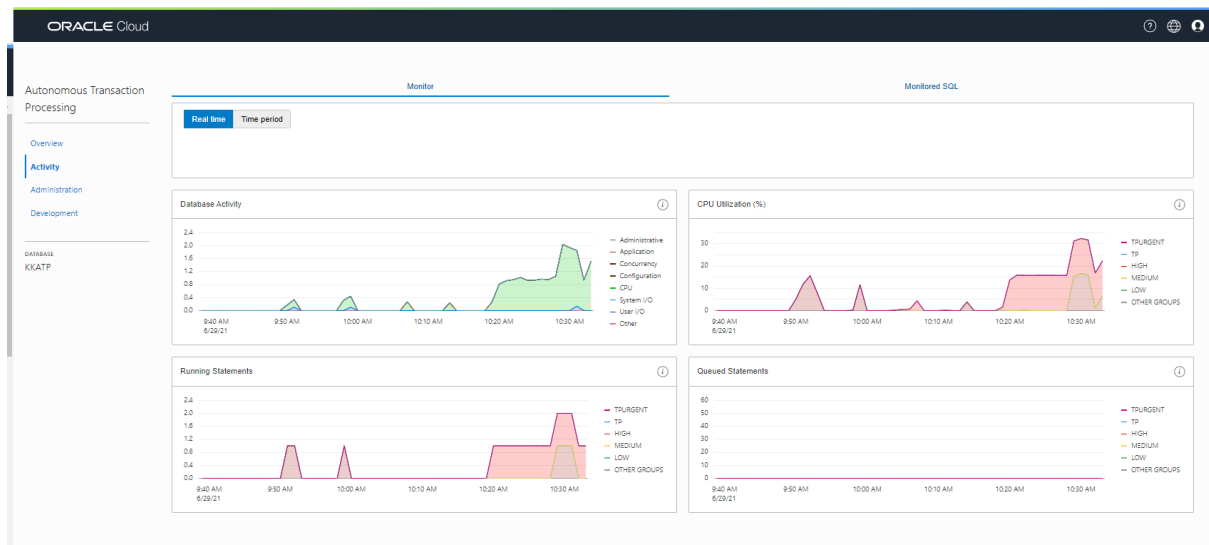 ORACLE Cloud
Autonomous Transaction
Processing
Overview
Activity
Administration
Development
DATABASE
KKATP
Monitor
Monitored SQL
Real time
Time period
Database Activity
2.4
2.0
1.6
1.2
0.8
0.4
0.0
9:40 AM
6/29/21
9:50 AM
10:00 AM
10:10 AM
10:20 AM
10:30 AM
Administrative
Application
Concurrency
Configuration
CPU
System I/O
User I/O
Other
CPU Utilization (%)
30
20
10
0
9:40 AM
6/29/21
9:50 AM
10:00 AM
10:10 AM
10:20 AM
10:30 AM
TPURGENT
TP
HIGH
MEDIUM
LOW
OTHER GROUPS
Running Statements
2.4
2.0
1.6
1.2
0.8
0.4
0.0
9:40 AM
6/29/21
9:50 AM
10:00 AM
10:10 AM
10:20 AM
10:30 AM
TPURGENT
TP
HIGH
MEDIUM
LOW
OTHER GROUPS
Queued Statements
60
50
40
30
20
10
0
9:40 AM
6/29/21
9:50 AM
10:00 AM
10:10 AM
10:20 AM
10:30 AM
TPURGENT
TP
HIGH
MEDIUM
LOW
OTHER GROUPS